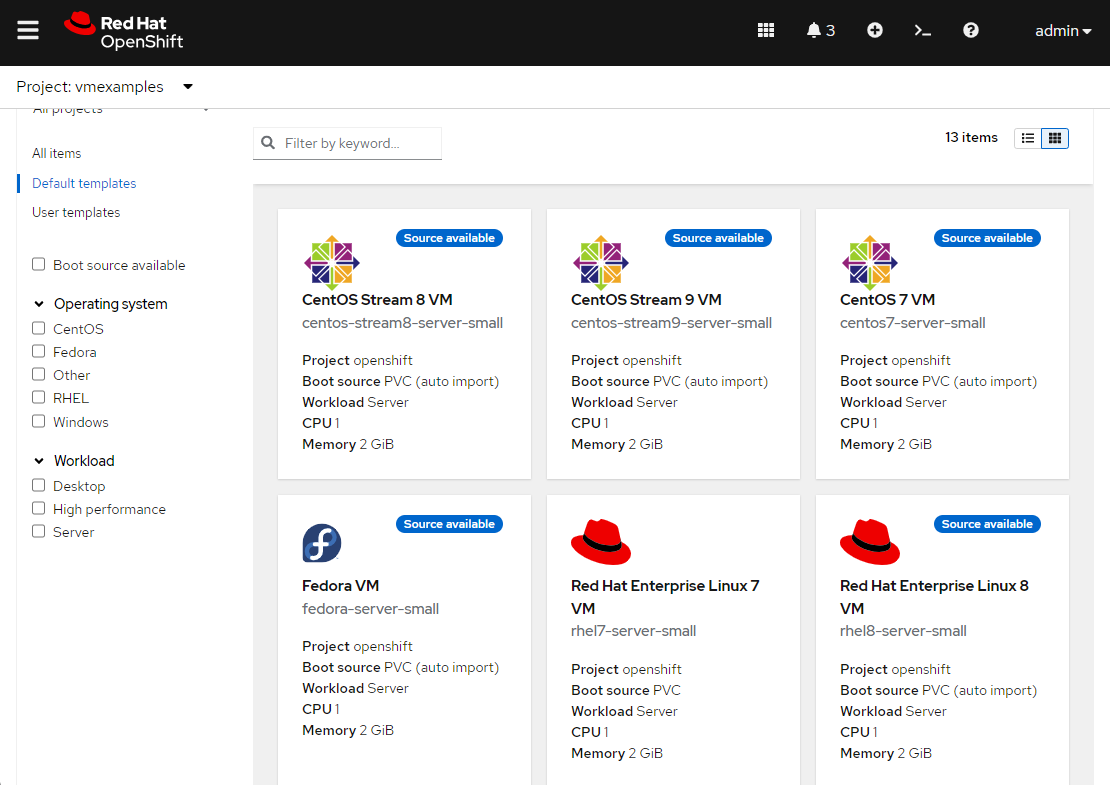 Red Hat
OpenShift
3
admin
Project: vmexamples
All projects
Filter by keyword...
13 items
All items
Default templates
User templates
Boot source available
Operating system
CentOS
Fedora
Other
RHEL
Windows
Workload
Desktop
High performance
Server
Source available
CentOS Stream 8 VM
centos-stream8-server-small
Project openshift
Boot source PVC (auto import)
Workload Server
CPU 1
Memory 2 GiB
Source available
CentOS Stream 9 VM
centos-stream9-server-small
Project openshift
Boot source PVC (auto import)
Workload Server
CPU 1
Memory 2 GiB
Source available
CentOS 7 VM
centos7-server-small
Project openshift
Boot source PVC (auto import)
Workload Server
CPU 1
Memory 2 GiB
Source available
Fedora VM
fedora-server-small
Project openshift
Boot source PVC (auto import)
Workload Server
CPU 1
Memory 2 GiB
Red Hat Enterprise Linux 7
VM
rhel7-server-small
Project openshift
Boot source PVC
Workload Server
CPU 1
Memory 2 GiB
Source available
Red Hat Enterprise Linux 8
VM
rhel8-server-small
Project openshift
Boot source PVC (auto import)
Workload Server
CPU 1
Memory 2 GiB